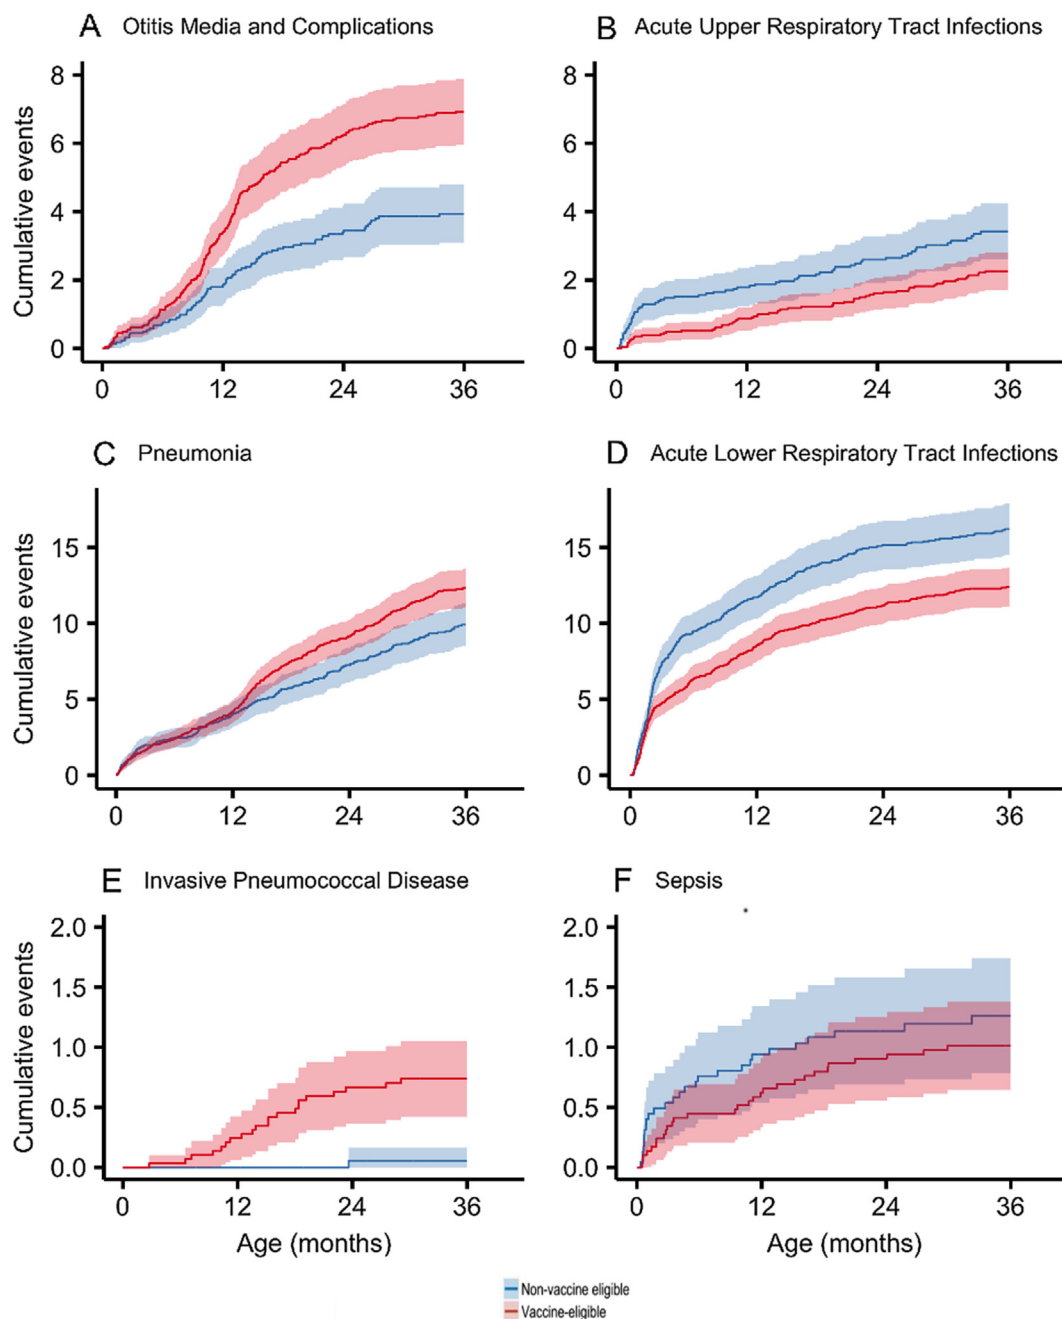 A Otitis Media and Complications
B Acute Upper Respiratory Tract Infections
Cumulative events
8
6
4
2
0
0 12 24 36
8
6
4
2
0
0 12 24 36
C Pneumonia
D Acute Lower Respiratory Tract Infections
Cumulative events
15
10
5
0
0 12 24 36
15
10
5
0
0 12 24 36
E Invasive Pneumococcal Disease
F Sepsis
*
Cumulative events
2.0
1.5
1.0
0.5
0.0
0 12 24 36
Age (months)
2.0
1.5
1.0
0.5
0.0
0 12 24 36
Age (months)
Non-vaccine eligible
Vaccine-eligible